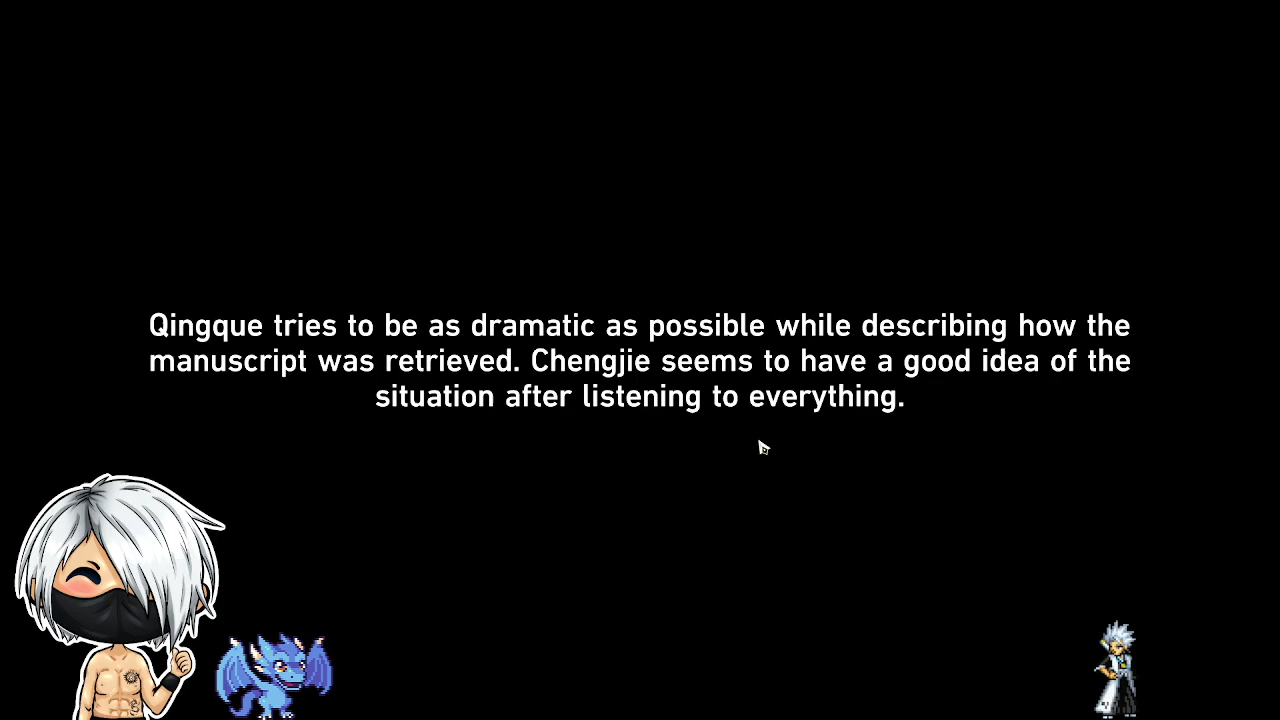 Qingque tries to be as dramatic as possible while describing how the
manuscript was retrieved. Chengjie seems to have a good idea of the
situation after listening to everything.